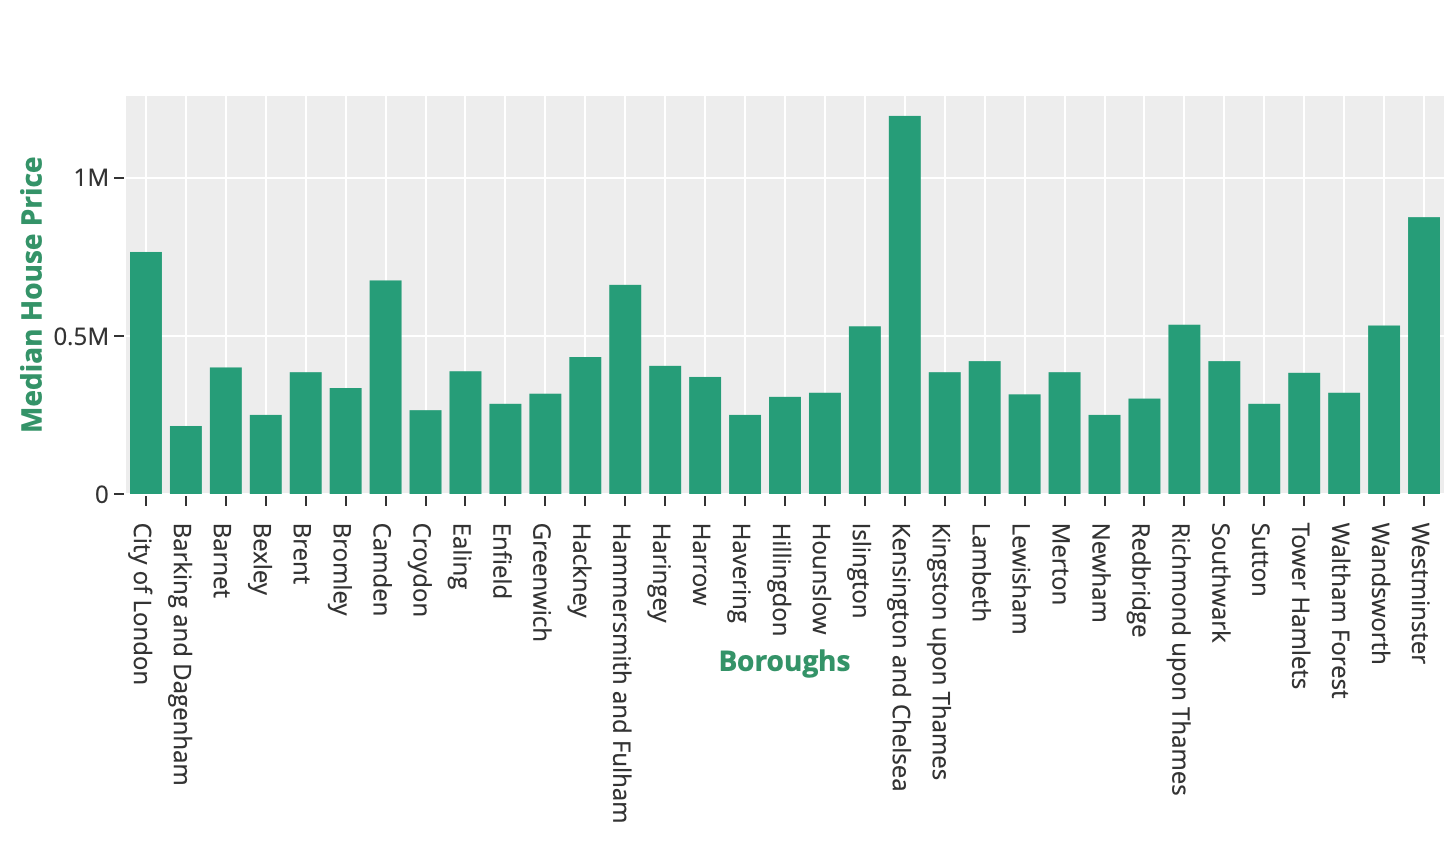 Median House Price
1M
0.5M
0
City of London
Barking and Dagenham
Barnet
Bexley
Brent
Bromley
Camden
Croydon
Ealing
Enfield
Greenwich
Hackney
Hammersmith and Fulham
Haringey
Harrow
Havering
Hillingdon
Hounslow
Islington
Kensington and Chelsea
Kingston upon Thames
Lambeth
Lewisham
Merton
Newham
Redbridge
Richmond upon Thames
Southwark
Sutton
Tower Hamlets
Waltham Forest
Wandsworth
Westminster
Boroughs